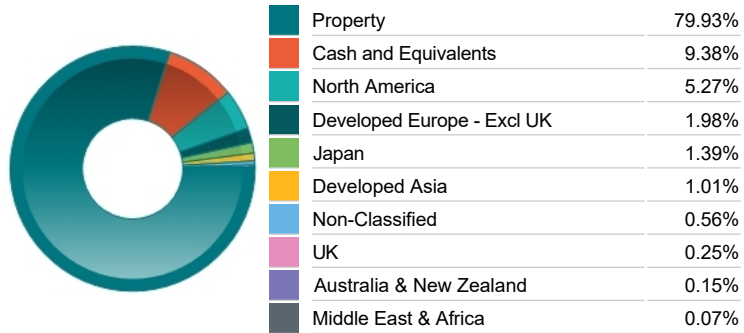 Property 79.93%
Cash and Equivalents 9.38%
North America 5.27%
Developed Europe - Excl UK 1.98%
Japan 1.39%
Developed Asia 1.01%
Non-Classified 0.56%
UK 0.25%
Australia & New Zealand 0.15%
Middle East & Africa 0.07%